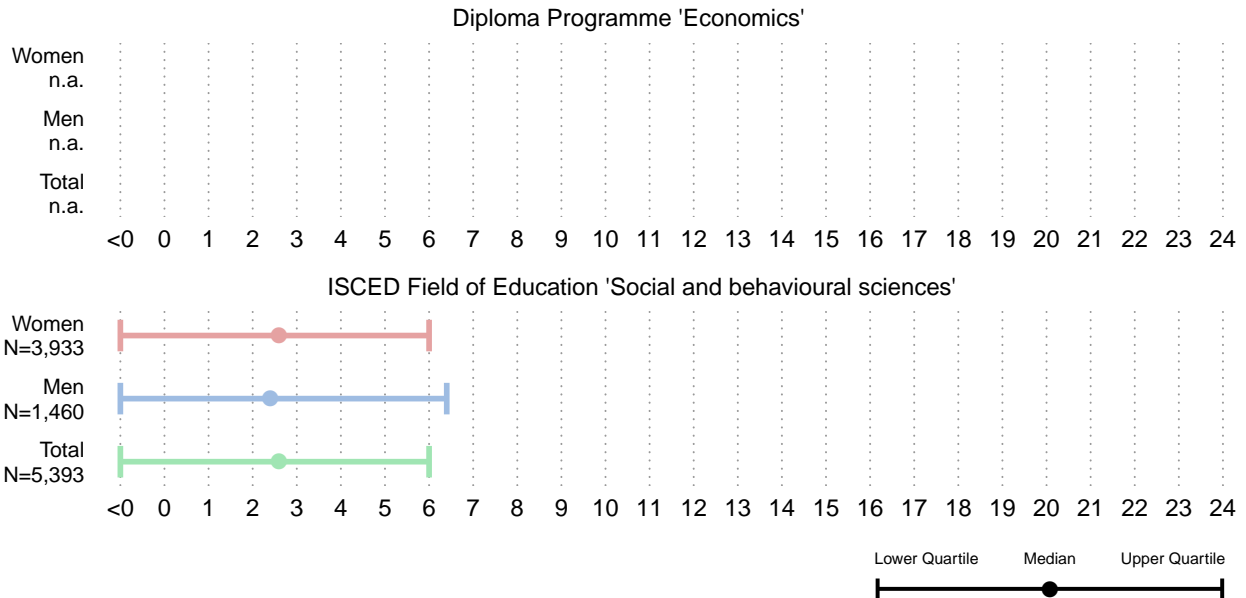 Diploma Programme 'Economics'
Women
n.a.
Men
n.a.
Total
n.a.
<0 0 1 2 3 4 5 6 7 8 9 10 11 12 13 14 15 16 17 18 19 20 21 22 23 24
ISCED Field of Education 'Social and behavioural sciences'
Women
N=3,933
Men
N=1,460
Total
N=5,393
<0 0 1 2 3 4 5 6 7 8 9 10 11 12 13 14 15 16 17 18 19 20 21 22 23 24
Lower Quartile Median Upper Quartile